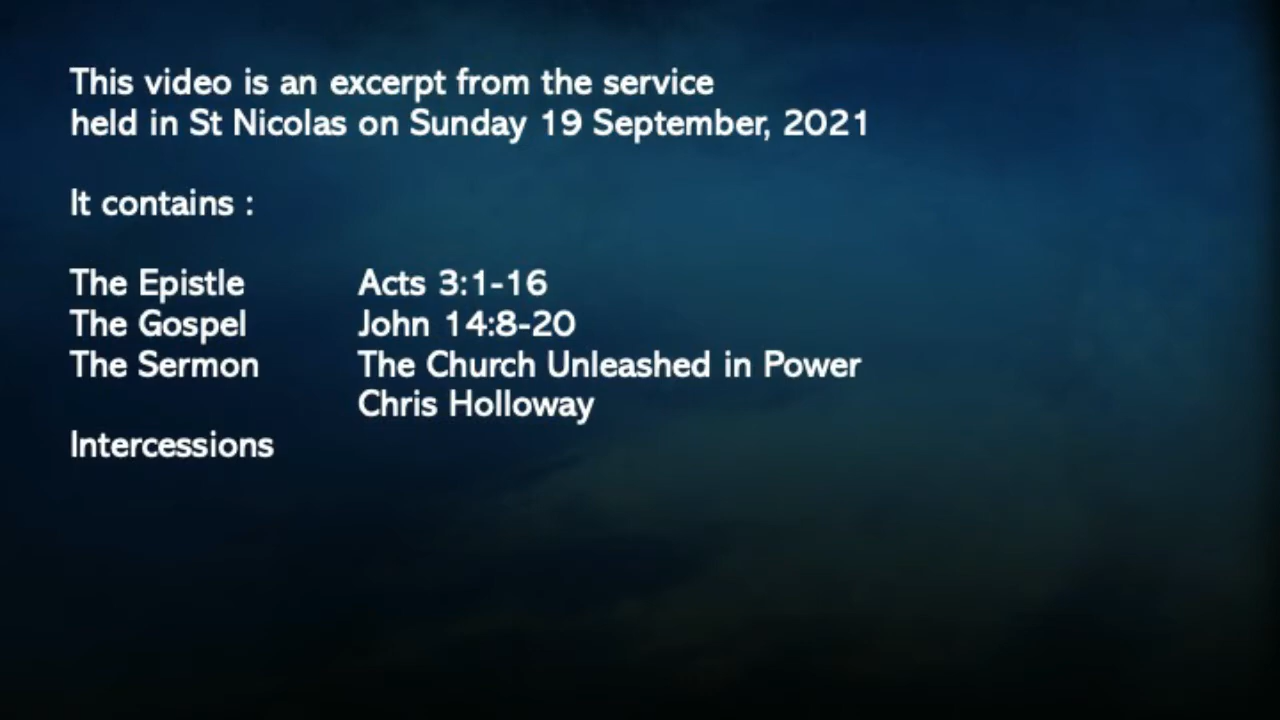 This video is an excerpt from the service
held in St Nicolas on Sunday 19 September, 2021
It contains :
The Epistle Acts 3:1-16
The Gospel John 14:8-20
The Sermon The Church Unleashed in Power
Chris Holloway
Intercessions